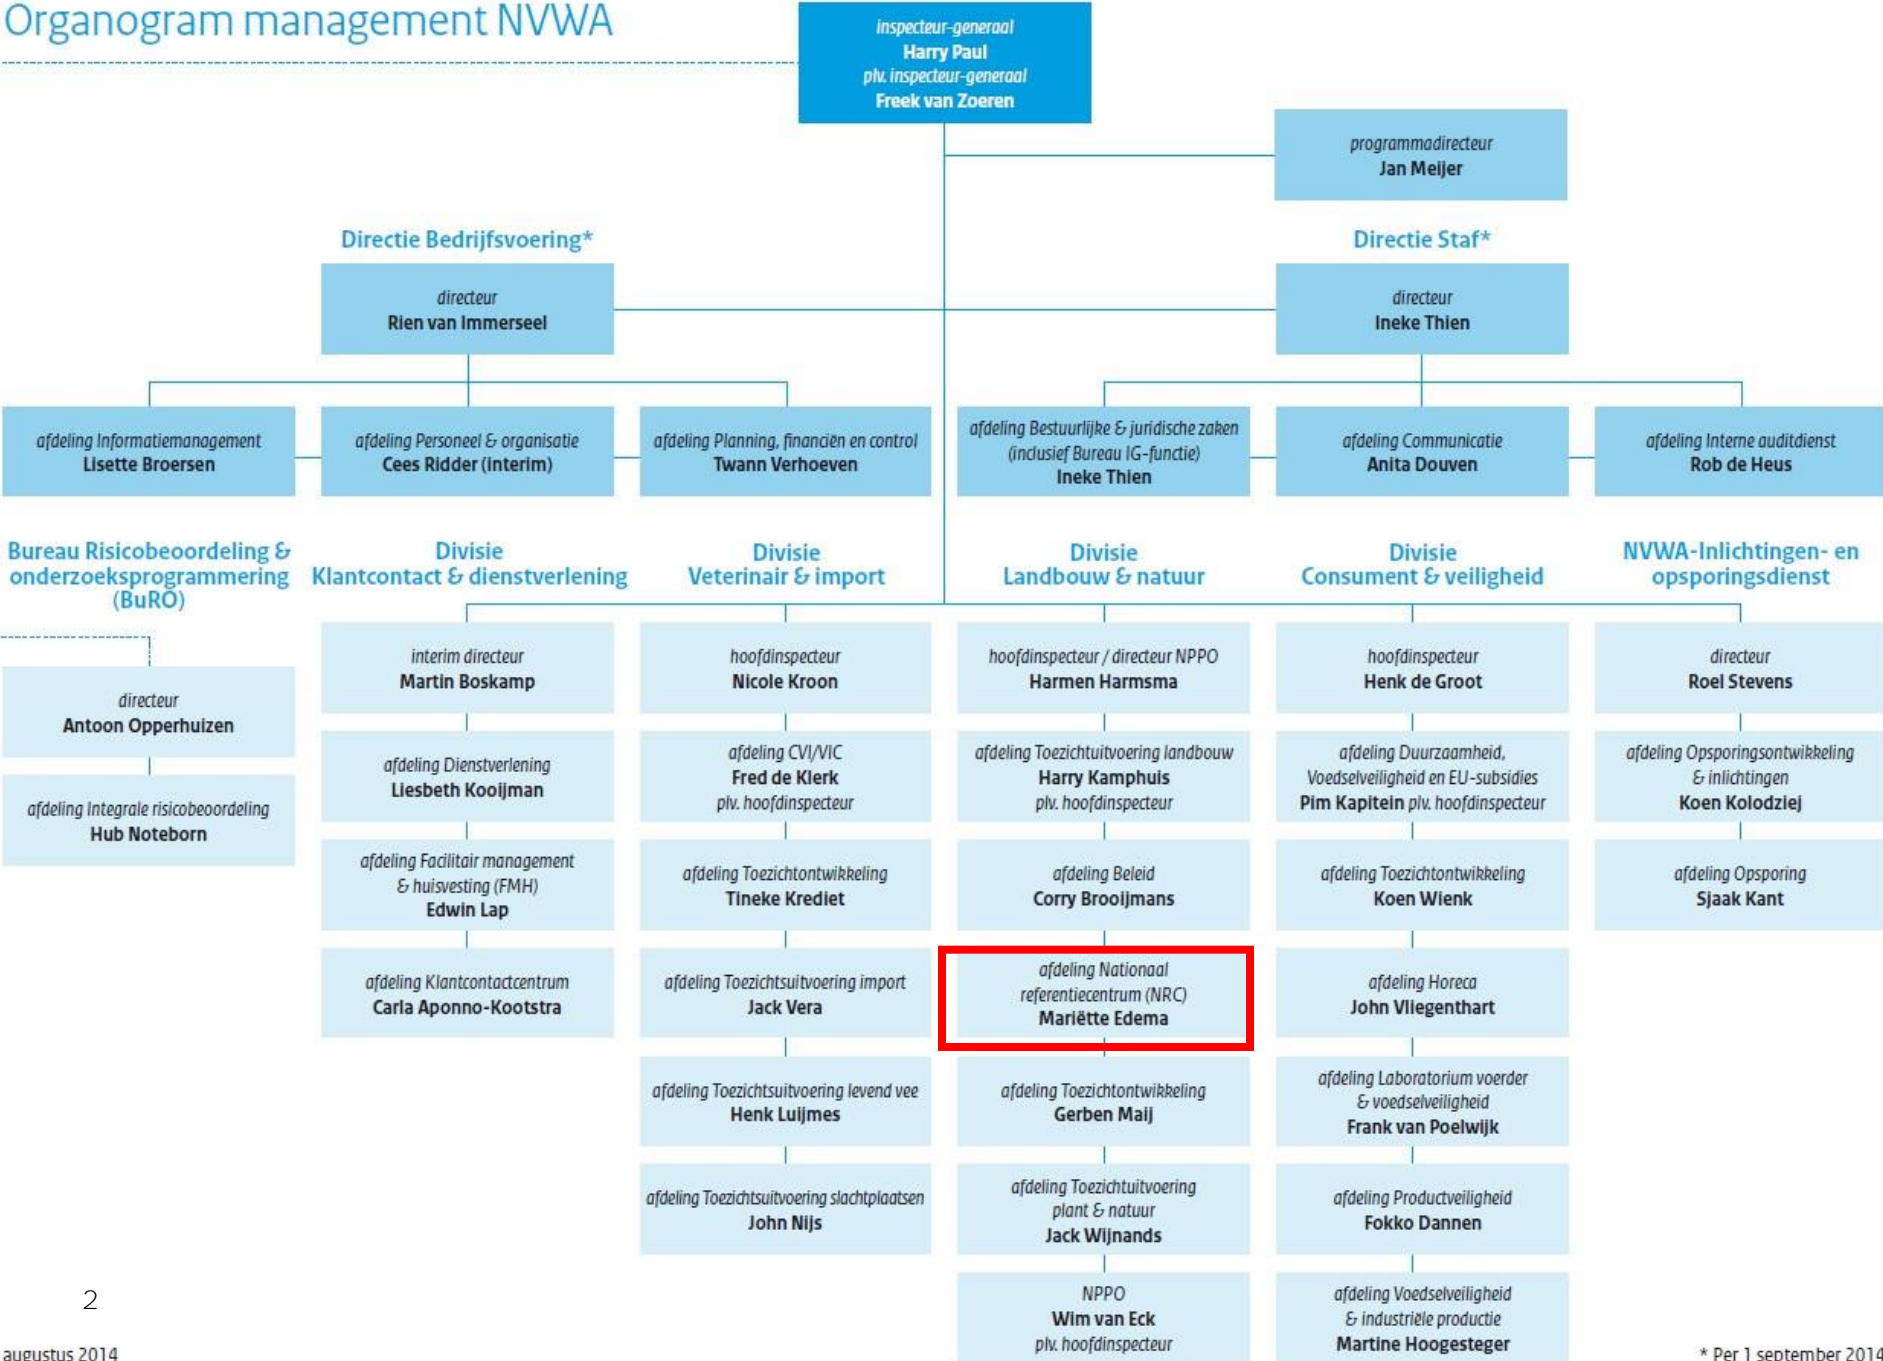 Organogram management NVWA
inspecteur-generaal
Harry Paul
plv. inspecteur-generaal
Freek van Zoeren
programmadirecteur
Jan Meijer
Directie Bedrijfsvoering*
directeur
Rien van Immerseel
Directie Staf*
directeur
Ineke Thien
afdeling Informatiemanagement
Lisette Broersen
afdeling Personeel & organisatie
Cees Ridder (interim)
afdeling Planning, financiën en control
Twann Verhoeven
afdeling Bestuurlijke & juridische zaken
(inclusief Bureau IG-functie)
Ineke Thien
afdeling Communicatie
Anita Douven
afdeling Interne auditdienst
Rob de Heus
Bureau Risicobeoordeling &
onderzoeksprogrammering
(BuRO)
directeur
Antoon Opperhuizen
afdeling Integrale risicobeoordeling
Hub Noteborn
Divisie
Klantcontact & dienstverlening
interim directeur
Martin Boskamp
afdeling Dienstverlening
Liesbeth Kooijman
afdeling Facilitair management
& huisvesting (FMH)
Edwin Lap
afdeling Klantcontactcentrum
Carla Aponno-Kootstra
Divisie
Veterinair & import
hoofdinspecteur
Nicole Kroon
afdeling CVI/VIC
Fred de Klerk
plv. hoofdinspecteur
afdeling Toezichtontwikkeling
Tineke Krediet
afdeling Toezichtsuitvoering import
Jack Vera
afdeling Toezichtsuitvoering levend vee
Henk Luijmes
afdeling Toezichtsuitvoering slachtplaatsen
John Nijs
Divisie
Landbouw & natuur
hoofdinspecteur / directeur NPPO
Harmen Harmsma
afdeling Toezichtuitvoering landbouw
Harry Kamphuis
plv. hoofdinspecteur
afdeling Beleid
Corry Brooijmans
afdeling Nationaal
referentiecentrum (NRC)
Mariëtte Edema
afdeling Toezichtontwikkeling
Gerben Maij
afdeling Toezichtuitvoering
plant & natuur
Jack Wijnands
NPPO
Wim van Eck
plv. hoofdinspecteur
Divisie
Consument & veiligheid
hoofdinspecteur
Henk de Groot
afdeling Duurzaamheid,
Voedselveiligheid en EU-subsidies
Pim Kapitein plv. hoofdinspecteur
afdeling Toezichtontwikkeling
Koen Wienk
afdeling Horeca
John Vliegenthart
afdeling Laboratorium voerder
& voedselveiligheid
Frank van Poelwijk
afdeling Productveiligheid
Fokko Dannen
afdeling Voedselveiligheid
& industriële productie
Martine Hoogesteger
NVWA-Inlichtingen- en
opsporingsdienst
directeur
Roel Stevens
afdeling Opsporingsontwikkeling
& inlichtingen
Koen Kolodziej
afdeling Opsporing
Sjaak Kant
2
augustus 2014
* Per 1 september 2014